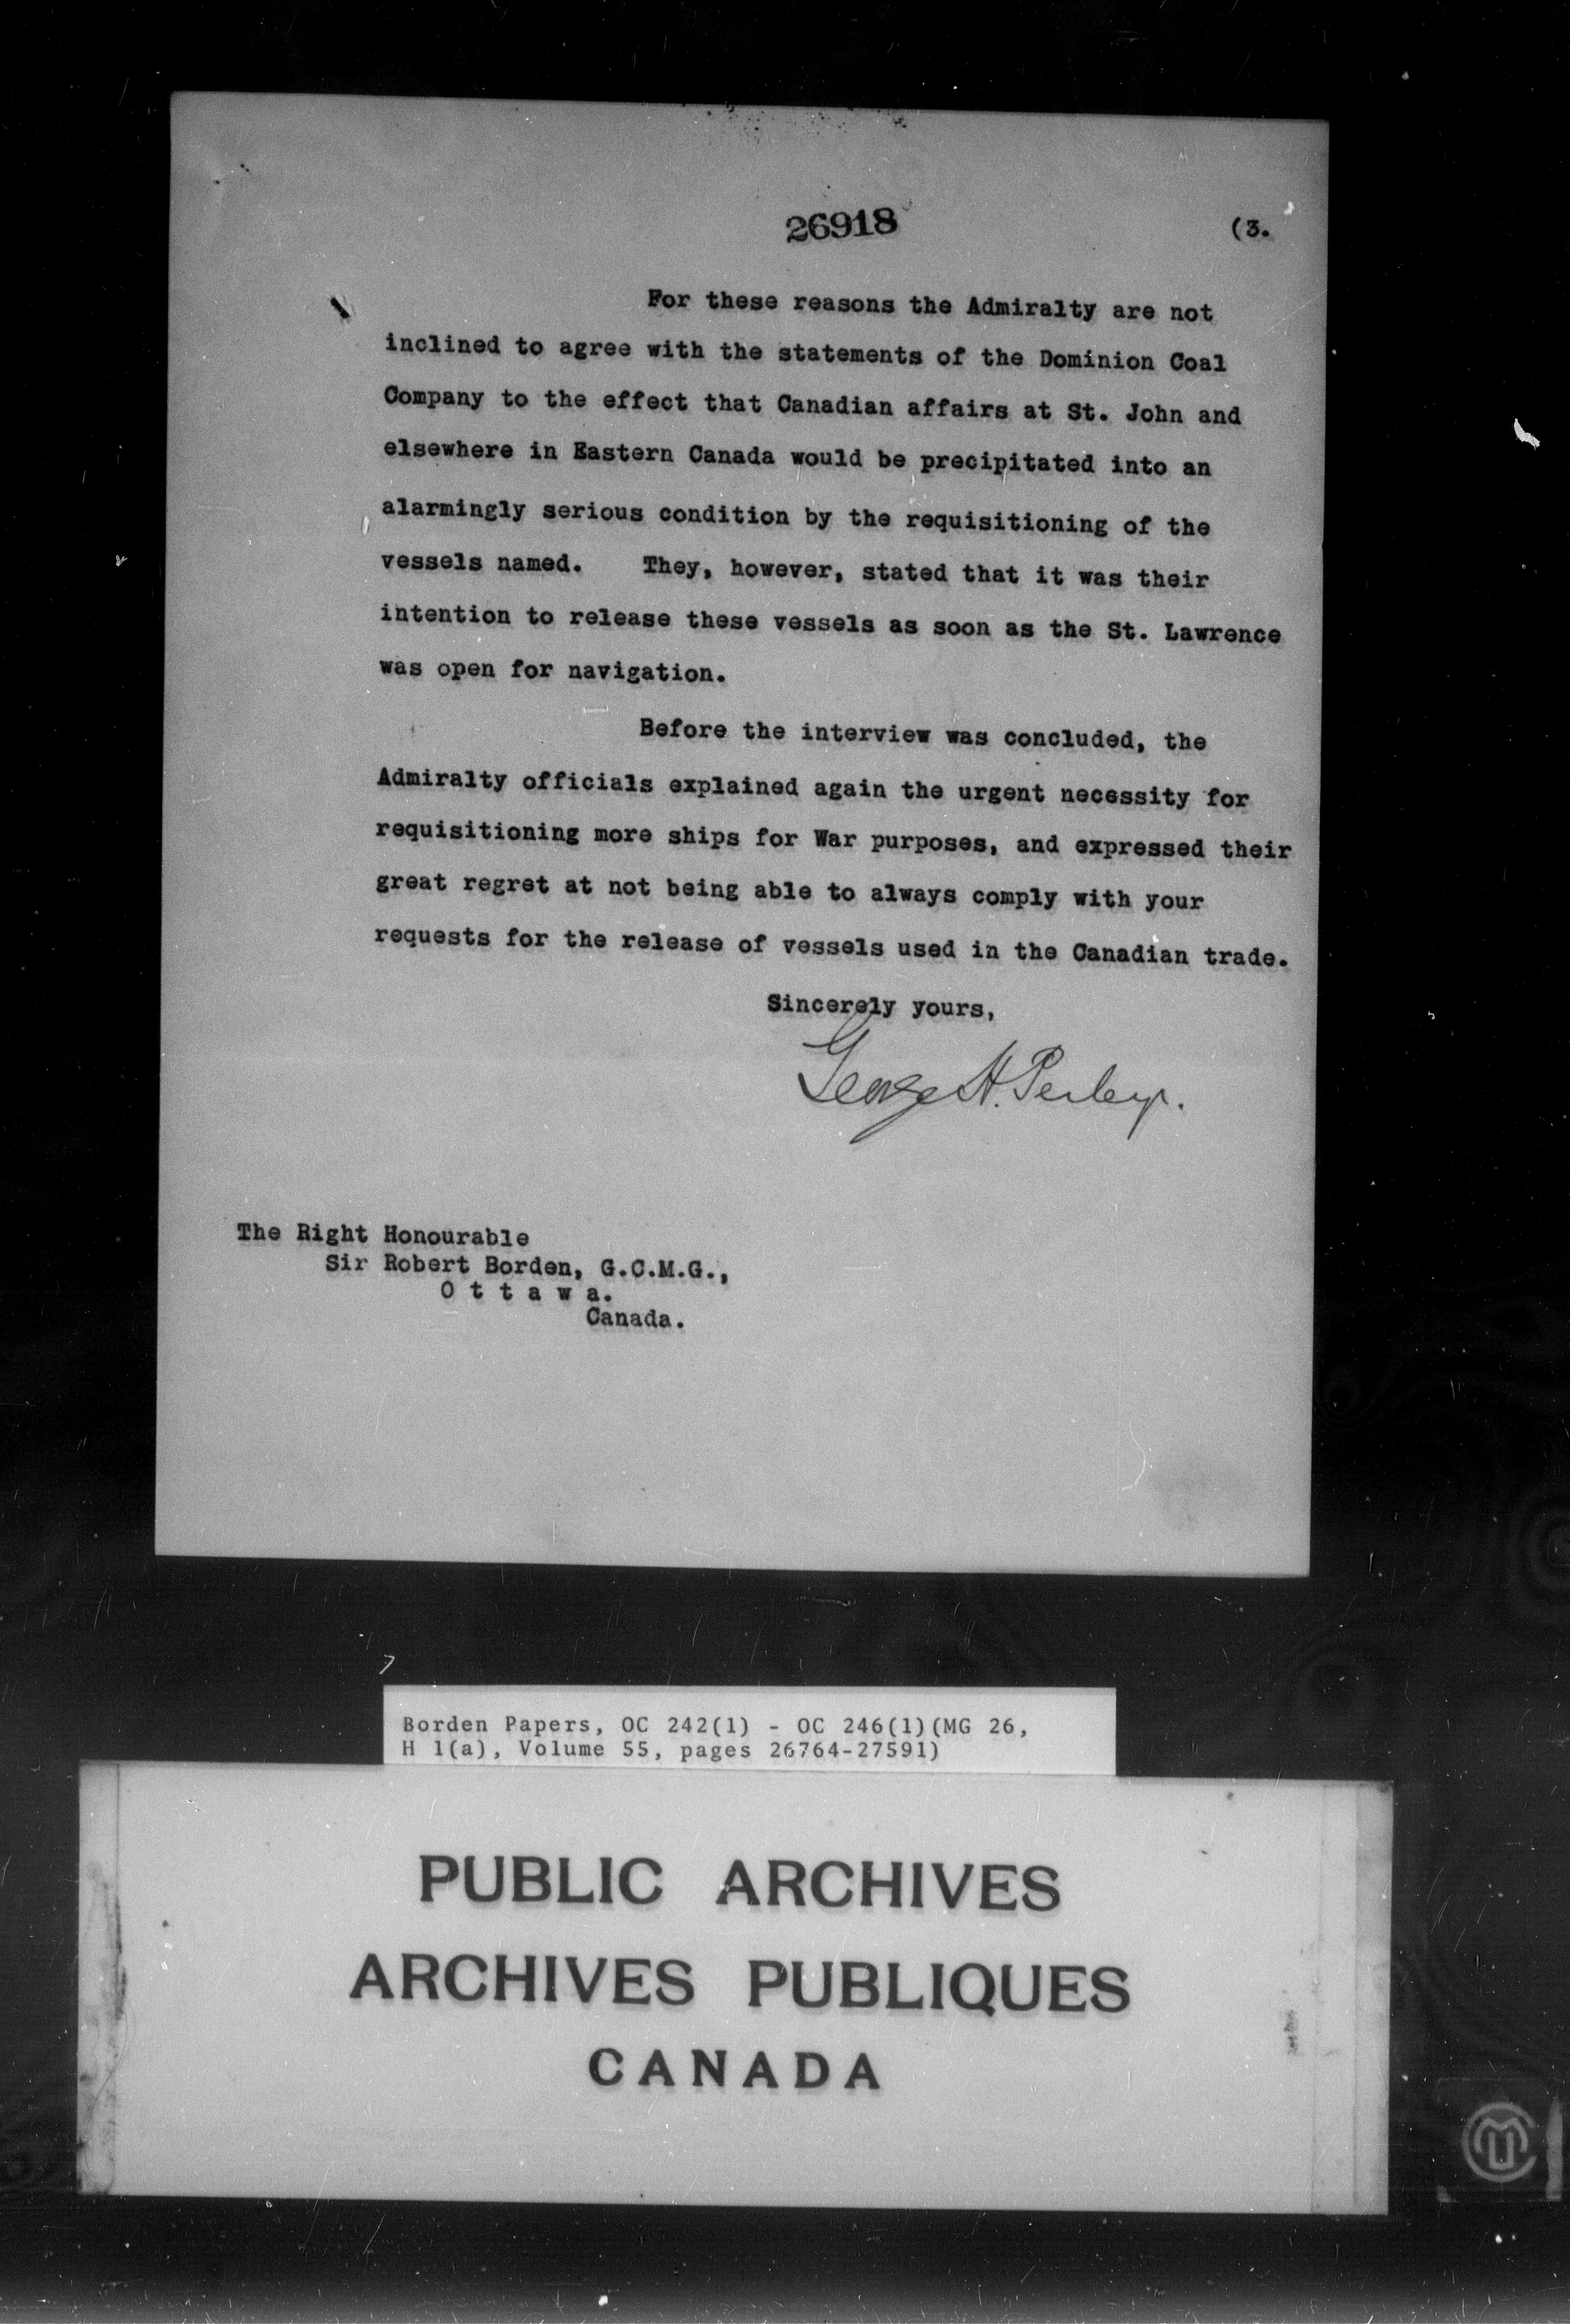 26918
(3.
For these reasons the Admiralty are not
inclined to agree with the statements of the Dominion Coal
Company to the effect that Canadian affairs at St. John and
elsewhere in Eastern Canada would be precipitated into an
alarmingly serious condition by the requisitioning of the
vessels named. They, however, stated that it was their
intention to release these vessels as soon as the St. Lawrence
was open for navigation.
Before the interview was concluded, the
Admiralty officials explained again the urgent necessity for
requisitioning more ships for War purposes, and expressed their
great regret at not being able to always comply with your
requests for the release of vessels used in the Canadian trade.
Sincerely yours,
George H. Perley.
The Right Honourable
Sir Robert Borden, G.C.M.G.,
O t t a w a.
Canada.
Borden Papers, OC 242(1) - OC 246(1)(MG 26,
H 1(a), Volume 55, pages 26764-27591)
PUBLIC ARCHIVES
ARCHIVES PUBLIQUES
CANADA